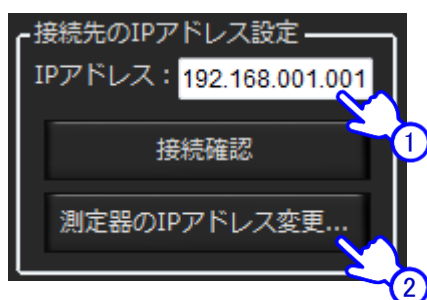 接続先のIPアドレス設定
IPアドレス：192.168.001.001
接続確認
1
測定器のIPアドレス変更...
2